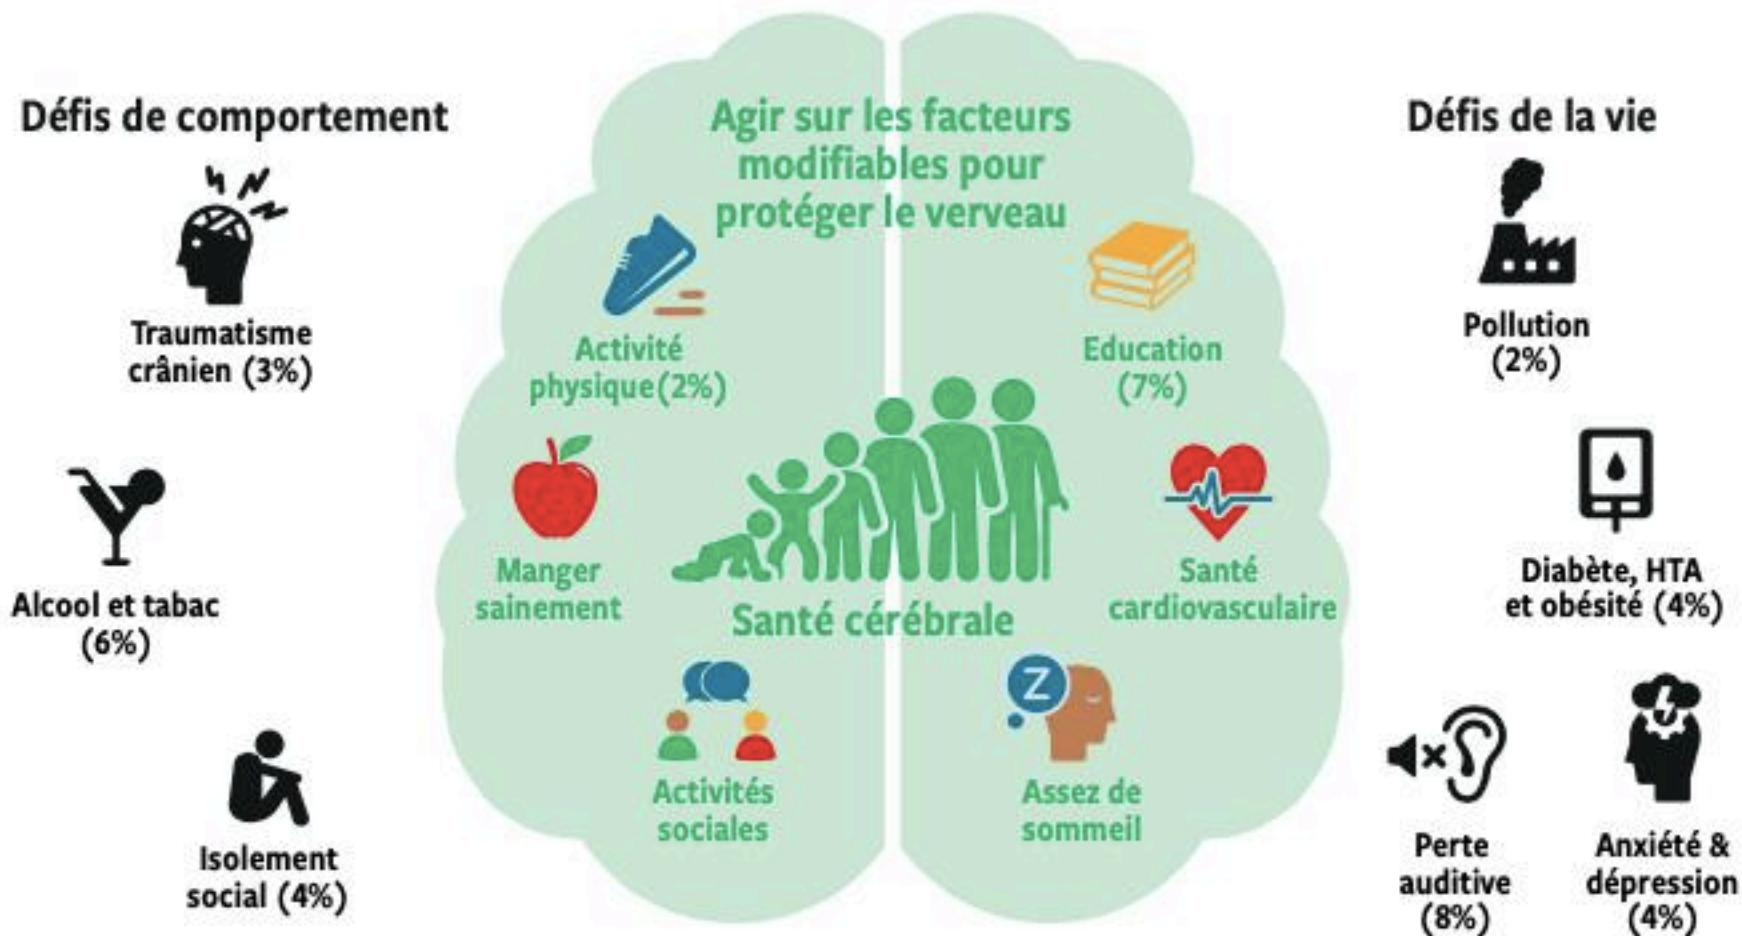 Défis de comportement
Traumatisme
crânien (3%)
Alcool et tabac
(6%)
Isolement
social (4%)
Agir sur les facteurs
modifiables pour
protéger le verveau
Activité
physique(2%)
Education
(7%)
Manger
sainement
Santé
cardiovasculaire
Santé cérébrale
Z
Activités
sociales
Assez de
sommeil
Défis de la vie
Pollution
(2%)
Diabète, HTA
et obésité (4%)
Perte
auditive
(8%)
Anxiété &
dépression
(4%)